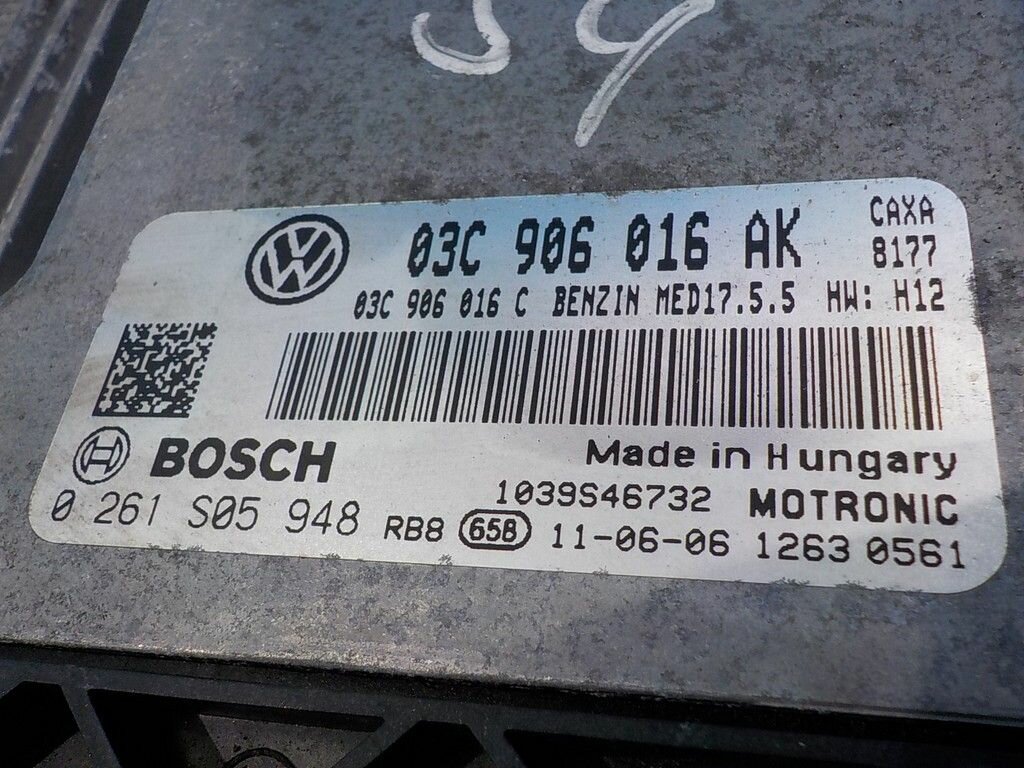 03C 906 016 AK CAXA
8177
03C 906 016 C BENZIN MED17.5.5 HW: H12
BOSCH Made in Hungary
1039S46732 MOTRONIC
0 261 S05 948 RB8 65B 11-06-06 1263 0561